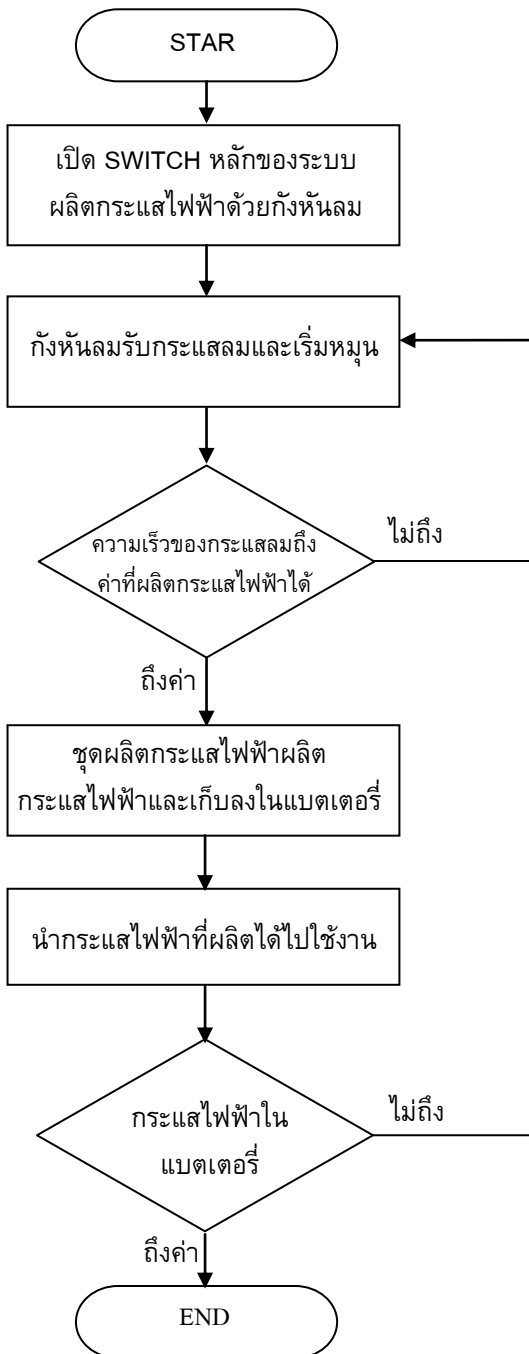 STAR
เปิด SWITCH หลักของระบบ
ผลิตกระแสไฟฟ้าด้วยกังหันลม
กังหันลมรับกระแสลมและเริ่มหมุน
ความเร็วของกระแสลมถึง
ค่าที่ผลิตกระแสไฟฟ้าได้
ไม่ถึง
ถึงค่า
ชุดผลิตกระแสไฟฟ้าผลิต
กระแสไฟฟ้าและเก็บลงในแบตเตอรี่
นำกระแสไฟฟ้าที่ผลิตได้ไปใช้งาน
กระแสไฟฟ้าใน
แบตเตอรี่
ไม่ถึง
ถึงค่า
END